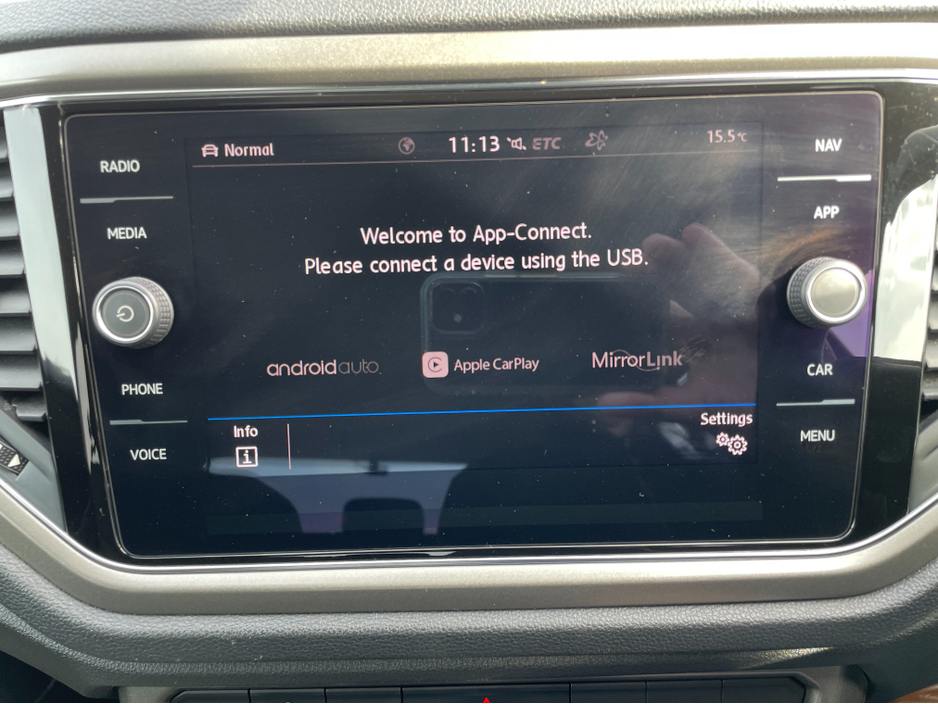 RADIO
MEDIA
PHONE
VOICE
Normal
11:13
ETC
15.5°C
Welcome to App-Connect.
Please connect a device using the USB.
androidauto
Apple CarPlay
MirrorLink
Info
i
Settings
NAV
APP
CAR
MENU